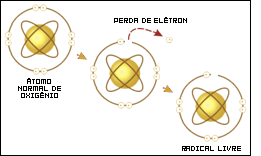 PERDA DE ELÉTRON
ÁTOMO
NORMAL DE
OXIGÊNIO
RADICAL LIVRE